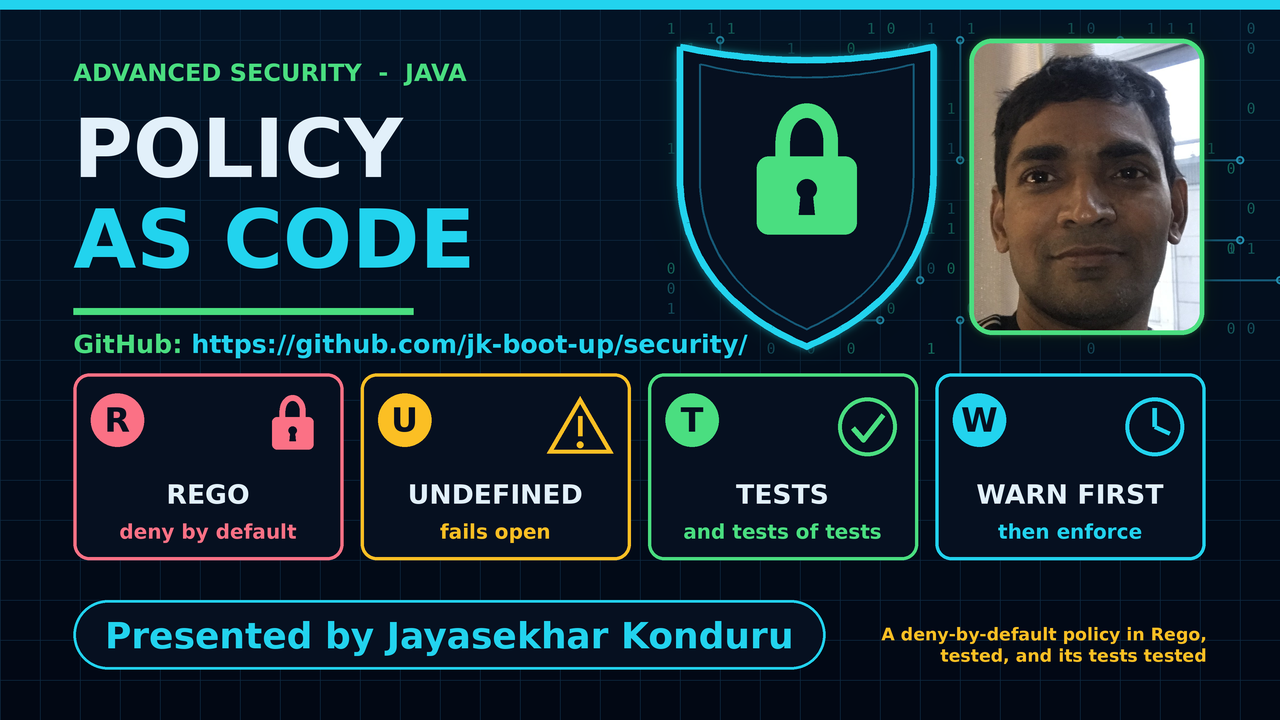 ADVANCED SECURITY - JAVA
POLICY
AS CODE
GitHub: https://github.com/jk-boot-up/security/
R
REGO
deny by default
U
UNDEFINED
fails open
T
TESTS
and tests of tests
W
WARN FIRST
then enforce
Presented by Jayasekhar Konduru
A deny-by-default policy in Rego,
tested, and its tests tested